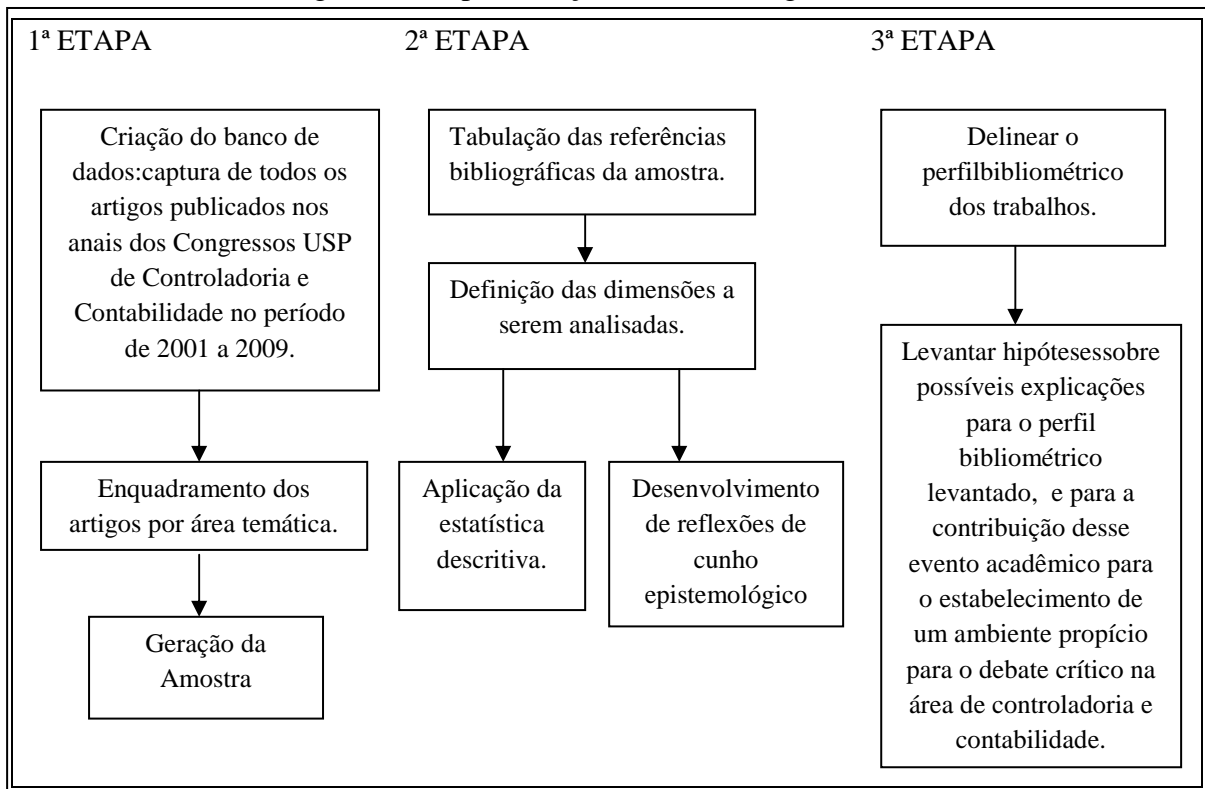 1ª ETAPA
2ª ETAPA
3ª ETAPA
Criação do banco de
dados:captura de todos os
artigos publicados nos
anais dos Congressos USP
de Controladoria e
Contabilidade no período
de 2001 a 2009.
Enquadramento dos
artigos por área temática.
Geração da
Amostra
Tabulação das referências
bibliográficas da amostra.
Definição das dimensões a
serem analisadas.
Aplicação da
estatística
descritiva.
Desenvolvimento
de reflexões de
cunho
epistemológico
Delinear o
perfilbibliométrico
dos trabalhos.
Levantar hipótesessobre
possíveis explicações
para o perfil
bibliométrico
levantado,  e para a
contribuição desse
evento acadêmico para
o estabelecimento de
um ambiente propício
para o debate crítico na
área de controladoria e
contabilidade.